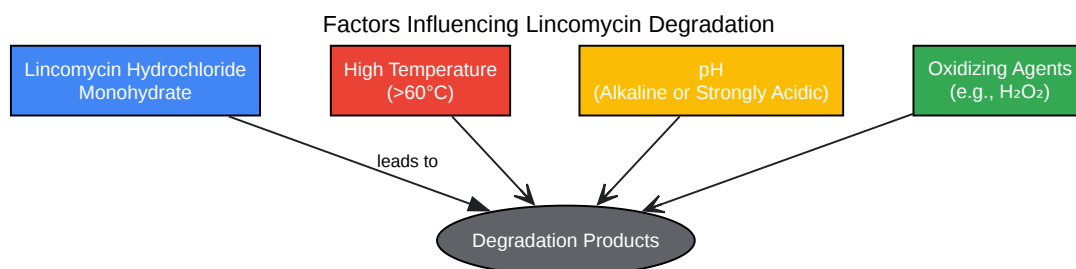 Factors Influencing Lincomycin Degradation
Lincomycin Hydrochloride
Monohydrate
High Temperature
(>60°C)
pH
(Alkaline or Strongly Acidic)
Oxidizing Agents
(e.g., H₂O₂)
leads to
Degradation Products